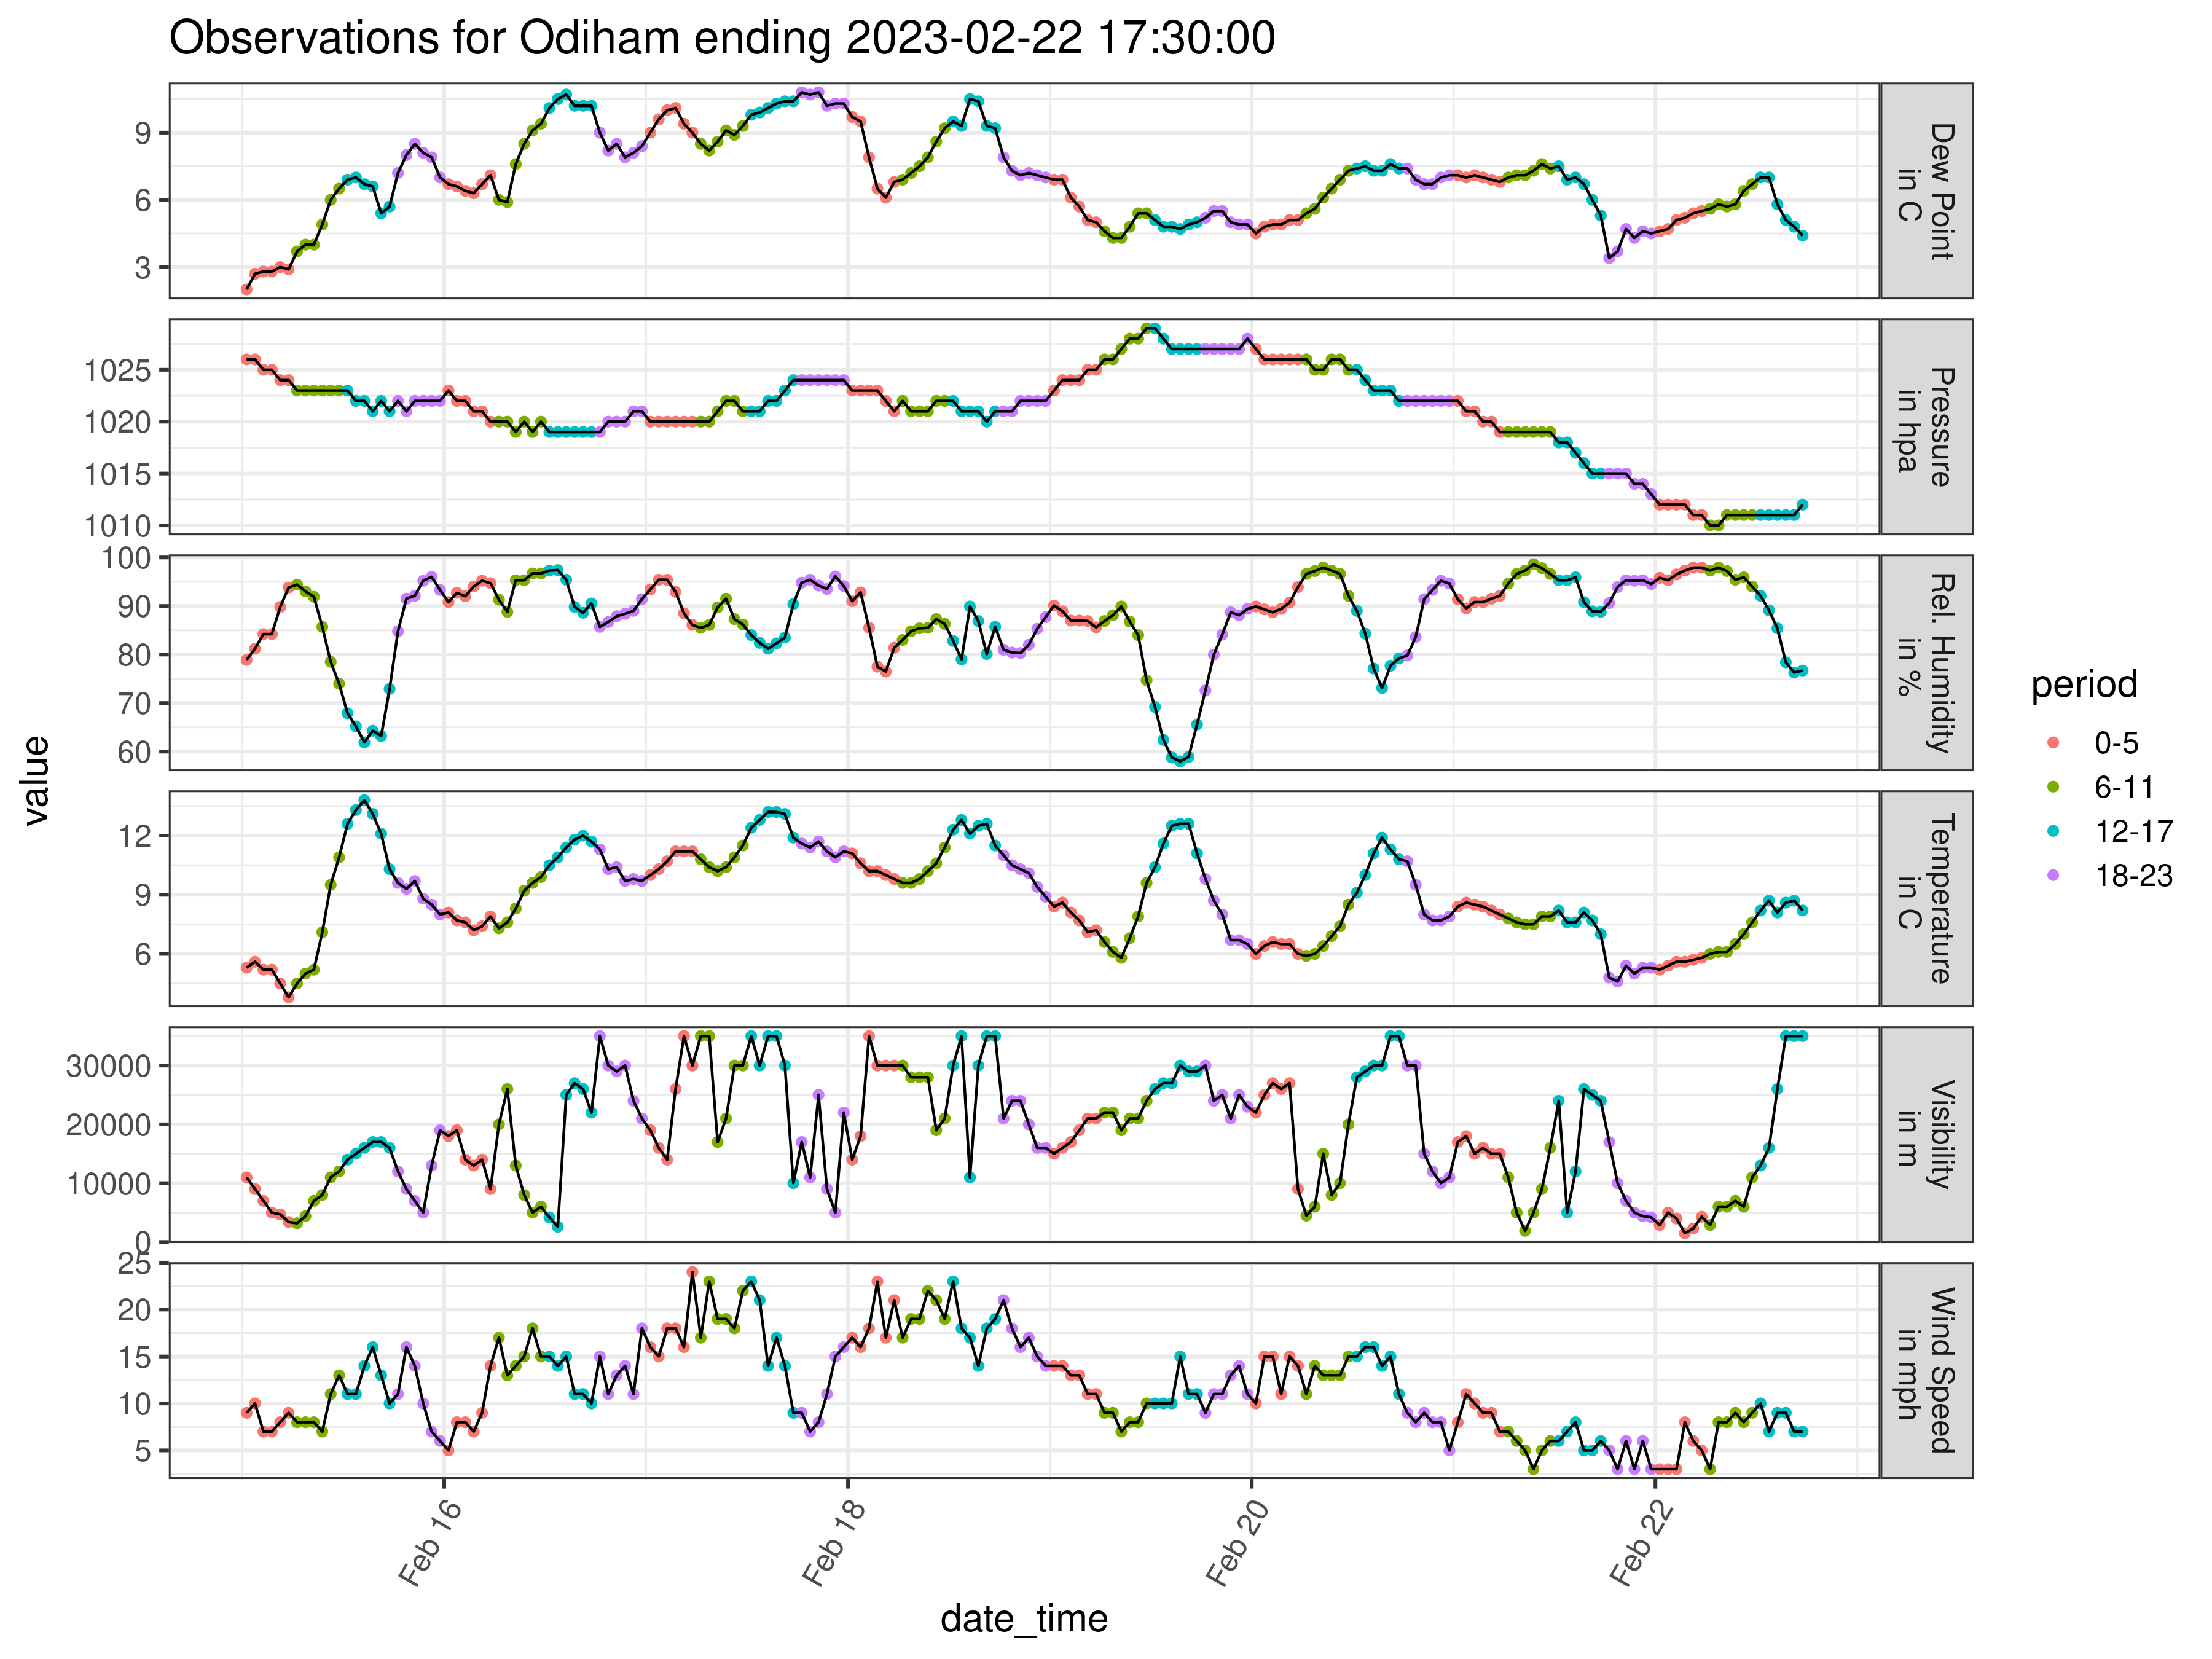 Observations for Odiham ending 2023-02-22 17:30:00
value
9
6
3
Dew Point
in C
1025
1020
1015
1010
Pressure
in hpa
100
90
80
70
60
Rel. Humidity
in %
12
9
6
Temperature
in C
30000
20000
10000
0
Visibility
in m
25
20
15
10
5
Wind Speed
in mph
Feb 16
Feb 18
Feb 20
Feb 22
date_time
period
0-5
6-11
12-17
18-23